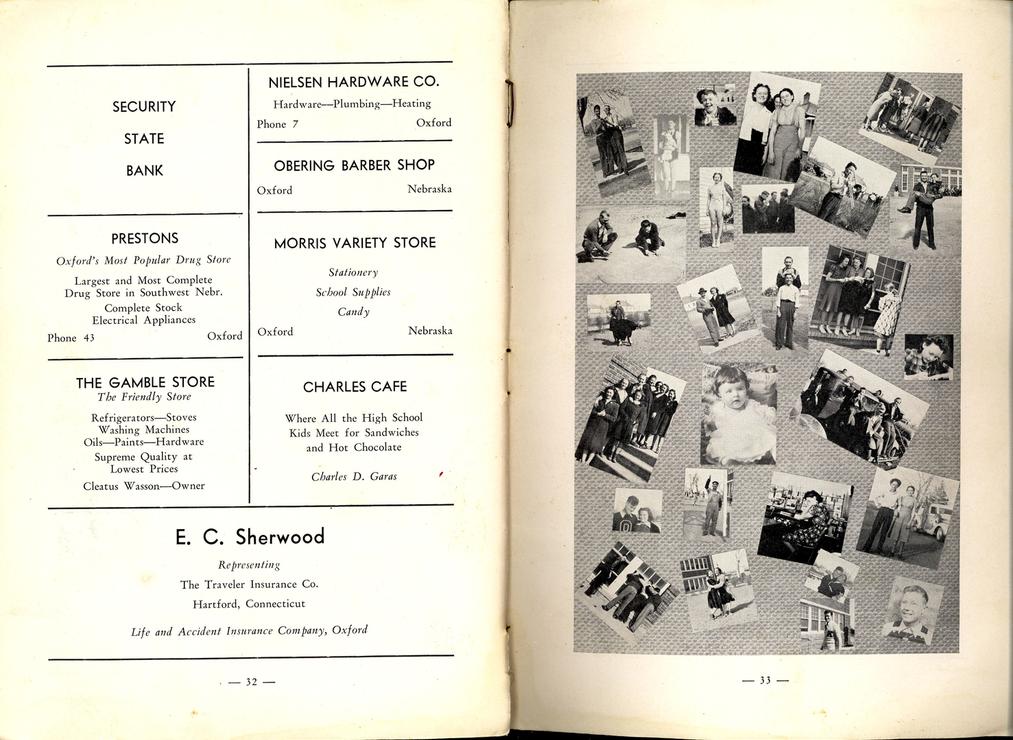 SECURITY
STATE
BANK
NIELSEN HARDWARE CO.
Hardware—Plumbing—Heating
Phone 7 Oxford
OBERING BARBER SHOP
Oxford Nebraska
PRESTONS
Oxford's Most Popular Drug Store
Largest and Most Complete
Drug Store in Southwest Nebr.
Complete Stock
Electrical Appliances
Phone 43 Oxford
MORRIS VARIETY STORE
Stationery
School Supplies
Candy
Oxford Nebraska
THE GAMBLE STORE
The Friendly Store
Refrigerators—Stoves
Washing Machines
Oils—Paints—Hardware
Supreme Quality at
Lowest Prices
Cleatus Wasson—Owner
CHARLES CAFE
Where All the High School
Kids Meet for Sandwiches
and Hot Chocolate
Charles D. Garas
E. C. Sherwood
Representing
The Traveler Insurance Co.
Hartford, Connecticut
Life and Accident Insurance Company, Oxford
— 32 —
— 33 —